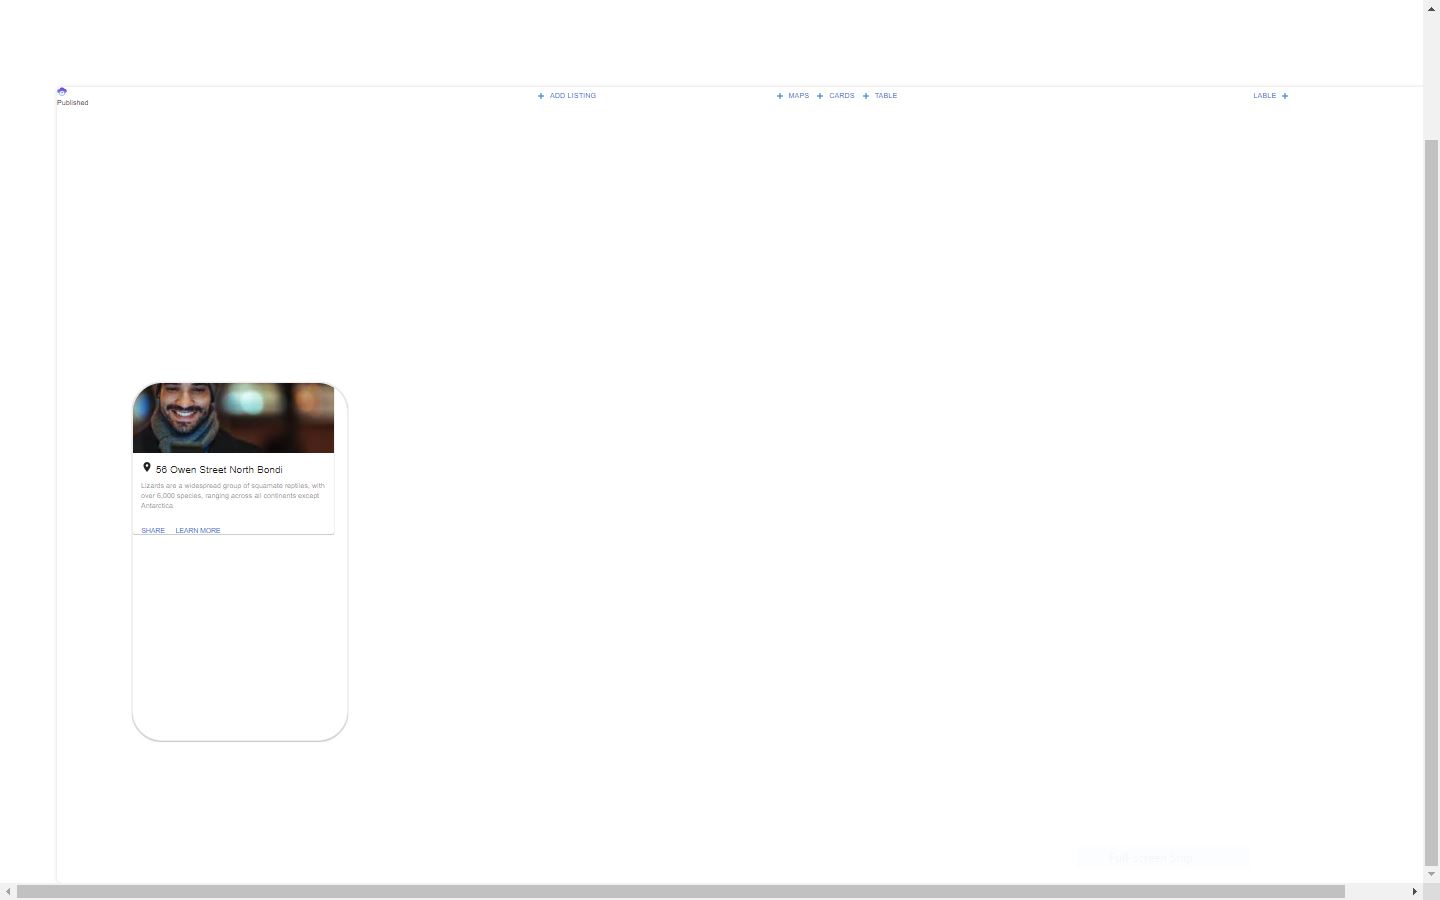 Published
ADD LISTING
MAPS CARDS TABLE
LABLE
56 Owen Street North Bondi
Lizards are a widespread group of squamate reptiles, with
over 6,000 species, ranging across all continents except
Antarctica
SHARE LEARN MORE
Full-screen Snip